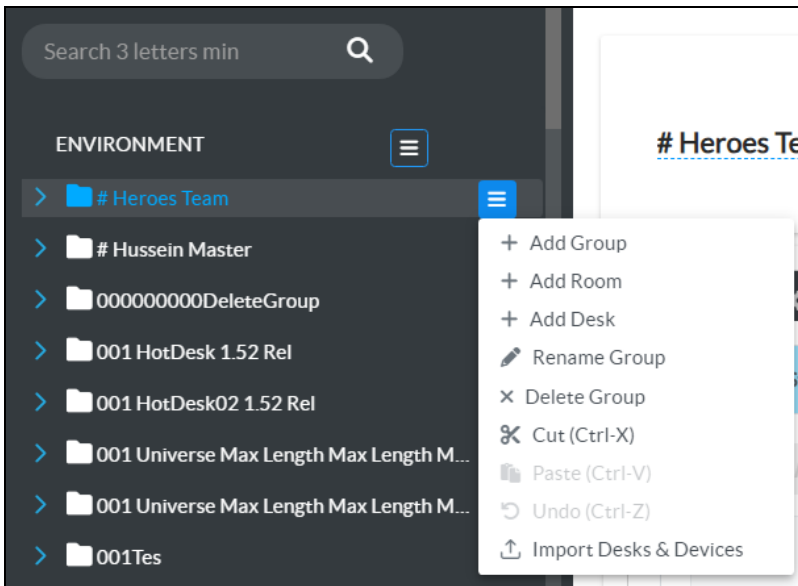 Search 3 letters min
ENVIRONMENT
# Heroes Team
# Hussein Master
000000000DeleteGroup
001 HotDesk 1.52 Rel
001 HotDesk02 1.52 Rel
001 Universe Max Length Max Length M...
001 Universe Max Length Max Length M...
001Tes
# Heroes Te
Add Group
Add Room
Add Desk
Rename Group
Delete Group
Cut (Ctrl-X)
Paste (Ctrl-V)
Undo (Ctrl-Z)
Import Desks & Devices